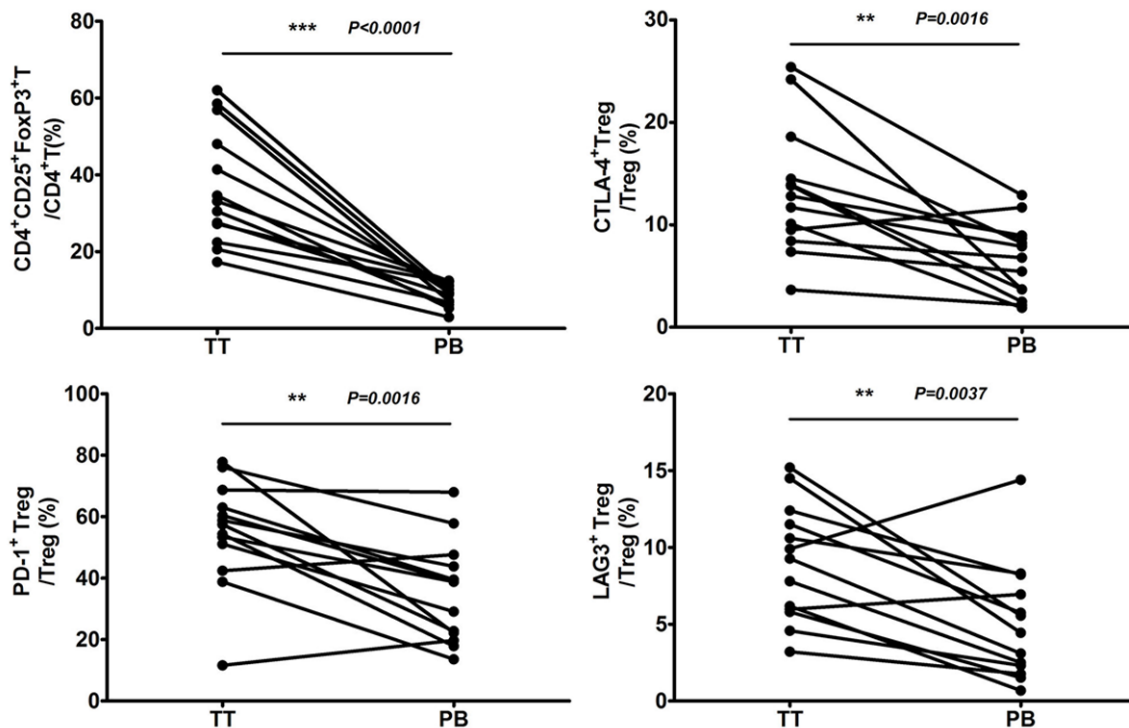 CD4⁺CD25⁺FoxP3⁺T
/CD4⁺T(%)
80
60
40
20
0
*** P<0.0001
TT PB
CTLA-4⁺Treg
/Treg (%)
30
20
10
0
** P=0.0016
TT PB
PD-1⁺ Treg
/Treg (%)
100
80
60
40
20
0
** P=0.0016
TT PB
LAG3⁺ Treg
/Treg (%)
20
15
10
5
0
** P=0.0037
TT PB